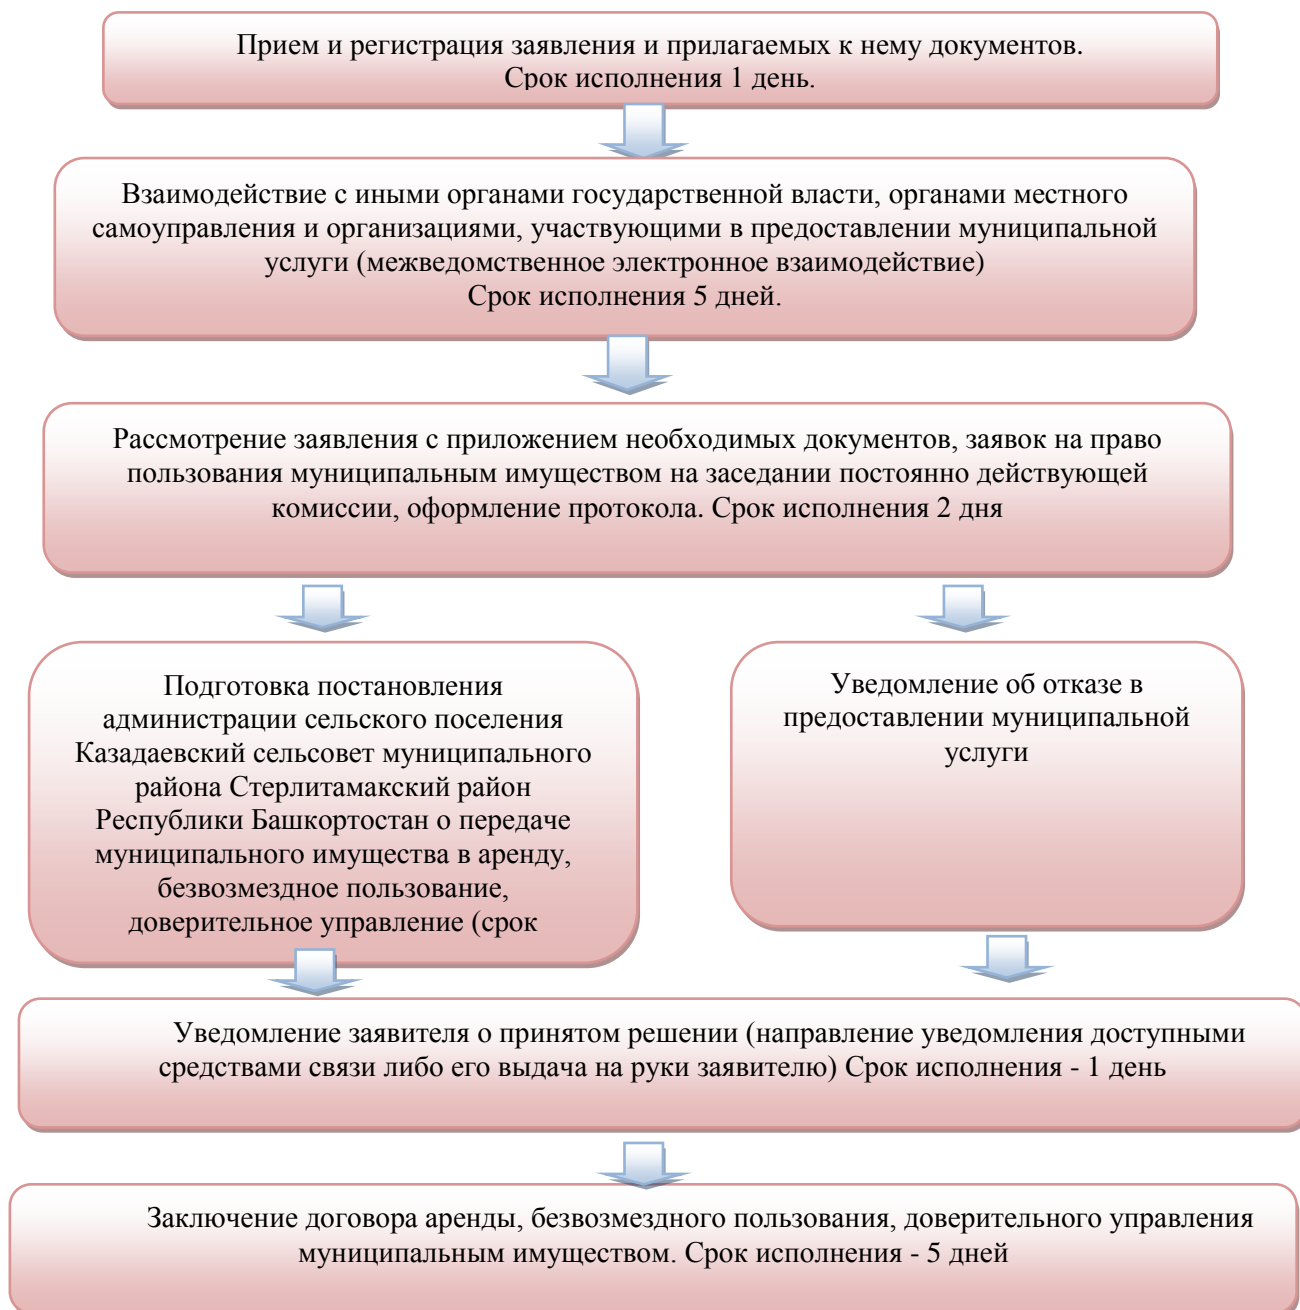 Прием и регистрация заявления и прилагаемых к нему документов.
Срок исполнения 1 день.
Взаимодействие с иными органами государственной власти, органами местного
самоуправления и организациями, участвующими в предоставлении муниципальной
услуги (межведомственное электронное взаимодействие)
Срок исполнения 5 дней.
Рассмотрение заявления с приложением необходимых документов, заявок на право
пользования муниципальным имуществом на заседании постоянно действующей
комиссии, оформление протокола. Срок исполнения 2 дня
Подготовка постановления
администрации сельского поселения
Казадаевский сельсовет муниципального
района Стерлитамакский район
Республики Башкортостан о передаче
муниципального имущества в аренду,
безвозмездное пользование,
доверительное управление (срок
Уведомление об отказе в
предоставлении муниципальной
услуги
Уведомление заявителя о принятом решении (направление уведомления доступными
средствами связи либо его выдача на руки заявителю) Срок исполнения - 1 день
Заключение договора аренды, безвозмездного пользования, доверительного управления
муниципальным имуществом. Срок исполнения - 5 дней